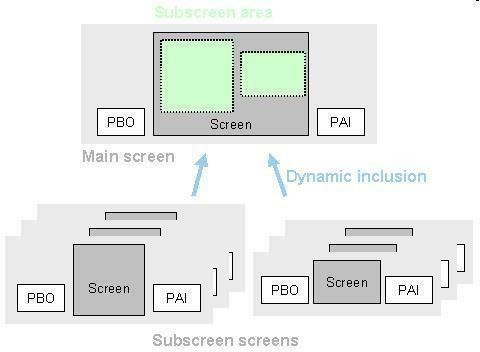 Subscreen area
PBO
Screen
PAI
Main screen
Dynamic inclusion
PBO
Screen
PAI
PBO
Screen
PAI
Subscreen screens